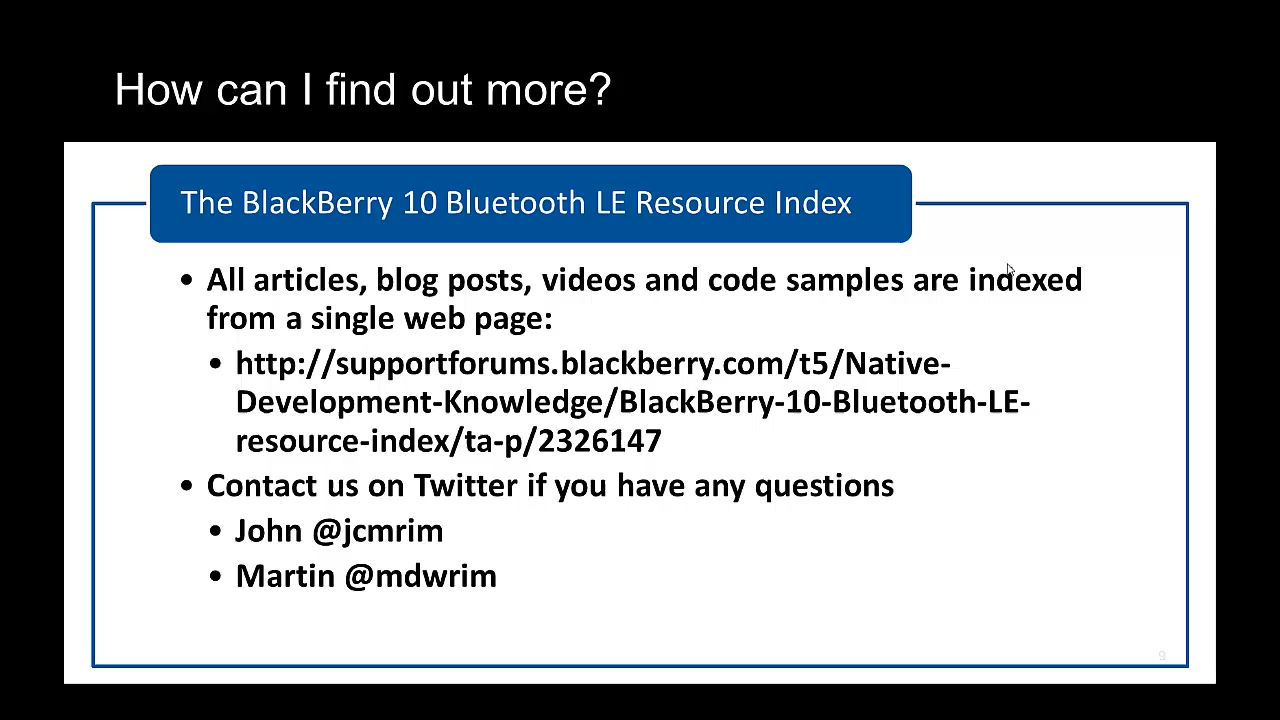 How can I find out more?
The BlackBerry 10 Bluetooth LE Resource Index
• All articles, blog posts, videos and code samples are indexed
from a single web page:
• http://supportforums.blackberry.com/t5/Native-
Development-Knowledge/BlackBerry-10-Bluetooth-LE-
resource-index/ta-p/2326147
• Contact us on Twitter if you have any questions
• John @jcmrim
• Martin @mdwrim
9